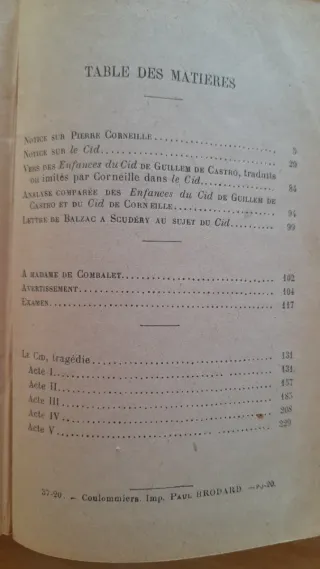 TABLE DES MATIÈRES
NOTICE SUR PIERRE CORNEILLE 5
NOTICE SUR le Cid 29
VERS DES Enfances du Cid DE GUILLEM DE CASTRO, traduits
ou imités par Corneille dans le Cid 84
ANALYSE COMPARÉE DES Enfances du Cid DE GUILLEM DE
CASTRO ET DU Cid DE CORNEILLE 94
LETTRE DE BALZAC A SCUDÉRY AU SUJET DU Cid 99
A MADAME DE COMBALET 102
AVERTISSEMENT 104
EXAMEN 117
LE CID, tragédie 131
Acte I 131
Acte II 157
Acte III 185
Acte IV 208
Acte V 229
37-20. — Coulommiers. Imp. PAUL BRODARD.